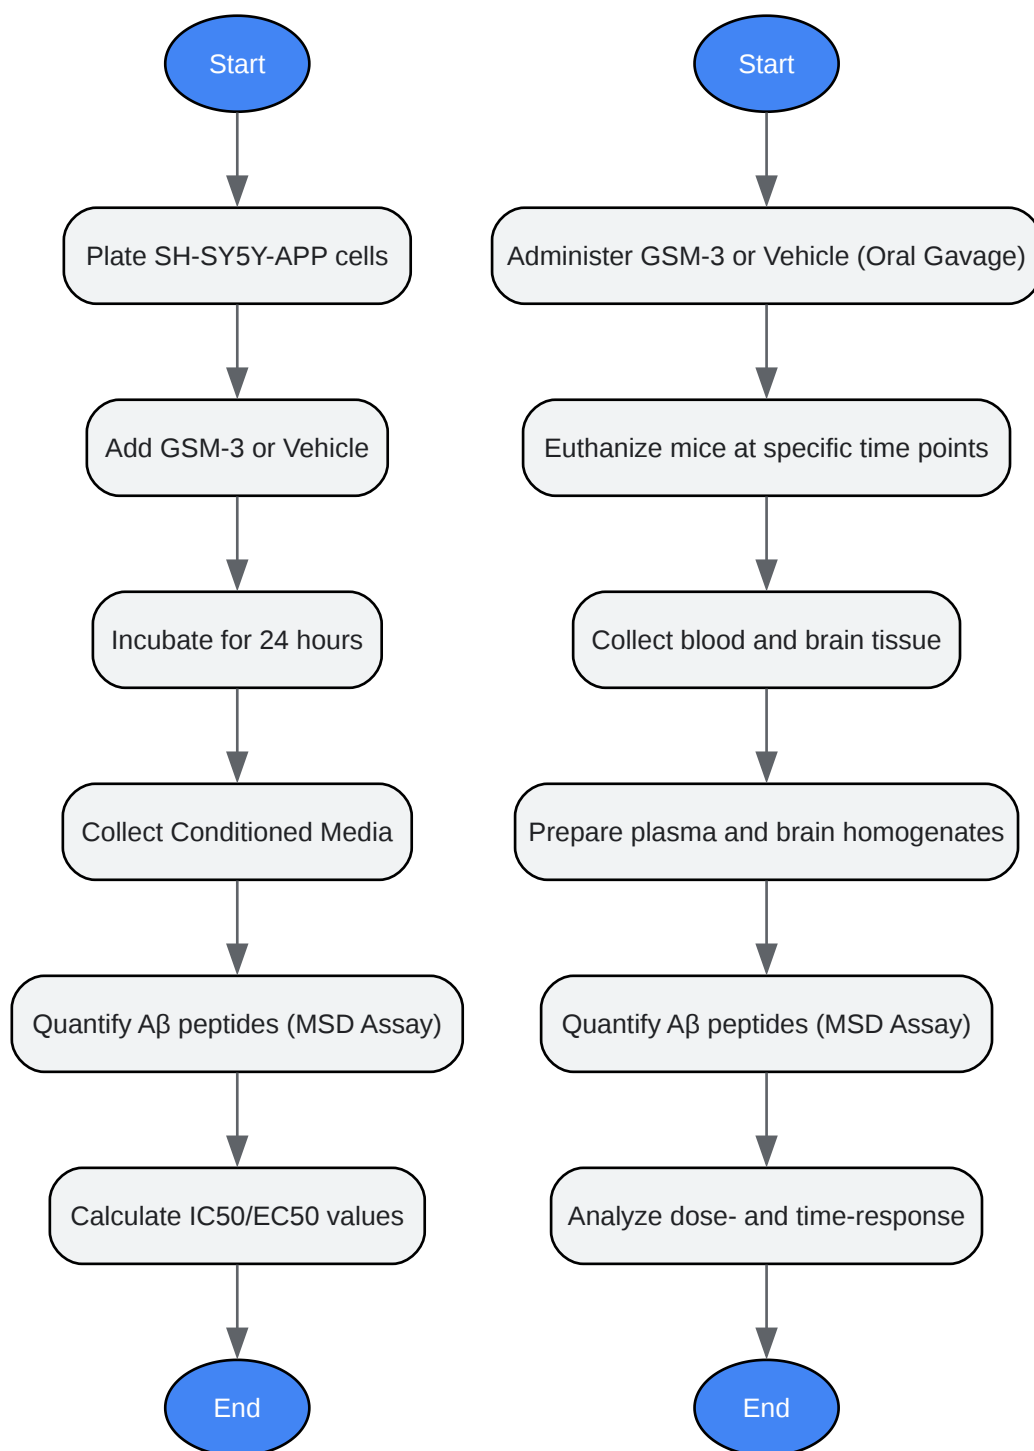 Start
Plate SH-SY5Y-APP cells
Add GSM-3 or Vehicle
Incubate for 24 hours
Collect Conditioned Media
Quantify Aβ peptides (MSD Assay)
Calculate IC50/EC50 values
End
Start
Administer GSM-3 or Vehicle (Oral Gavage)
Euthanize mice at specific time points
Collect blood and brain tissue
Prepare plasma and brain homogenates
Quantify Aβ peptides (MSD Assay)
Analyze dose- and time-response
End